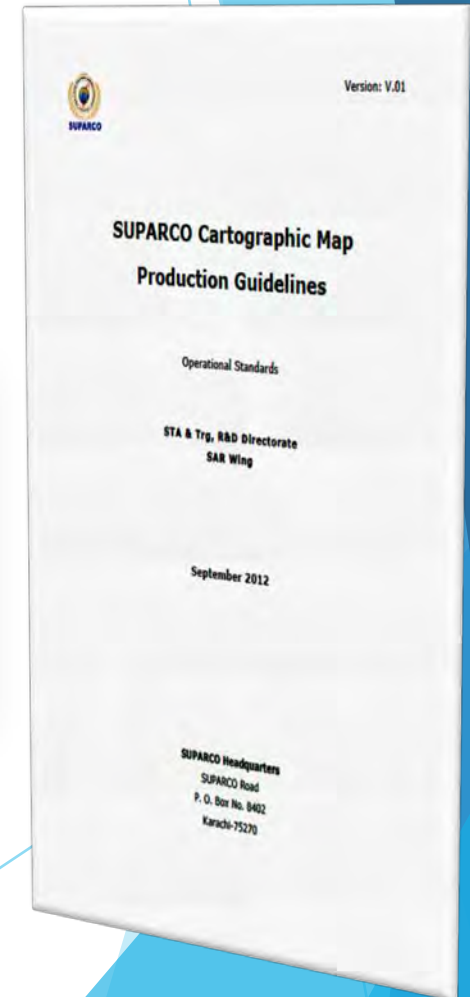 Version: V.01
SUPARCO
SUPARCO Cartographic Map
Production Guidelines
Operational Standards
STA & Trg, R&D Directorate
SAR Wing
September 2012
SUPARCO Headquarters
SUPARCO Road
P. O. Box No. 8402
Karachi-75270